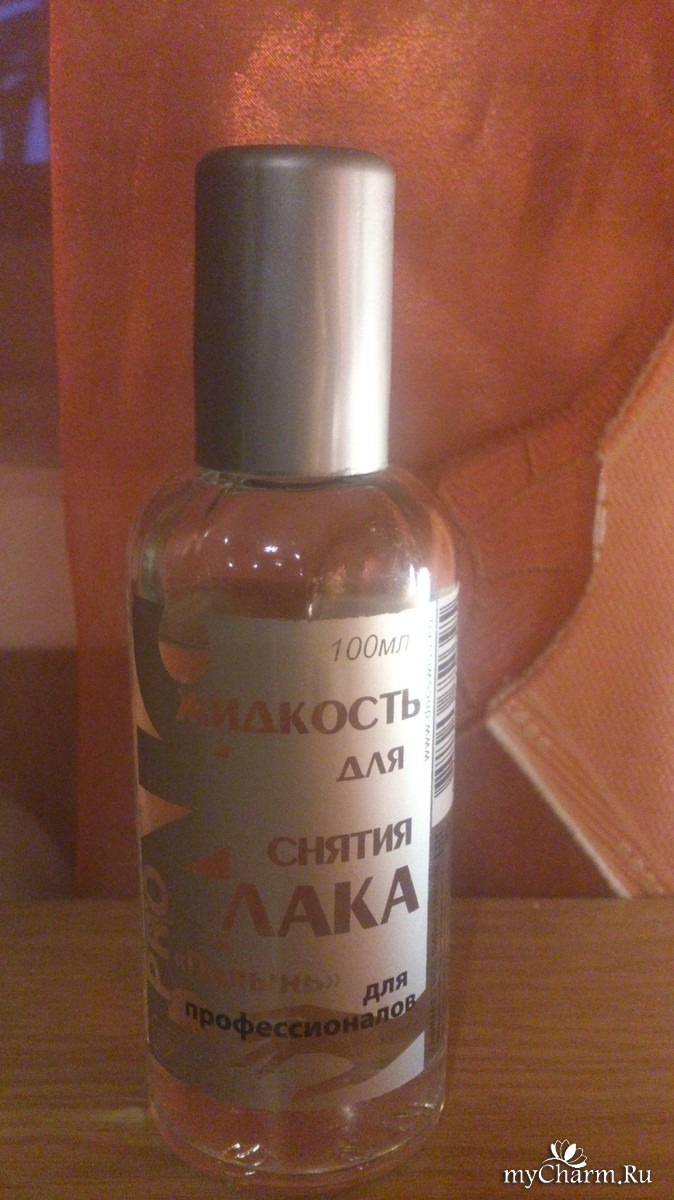 100мл
ЖИДКОСТЬ
ДЛЯ
СНЯТИЯ
ЛАКА
PRO
для
профессионалов
myCharm.Ru